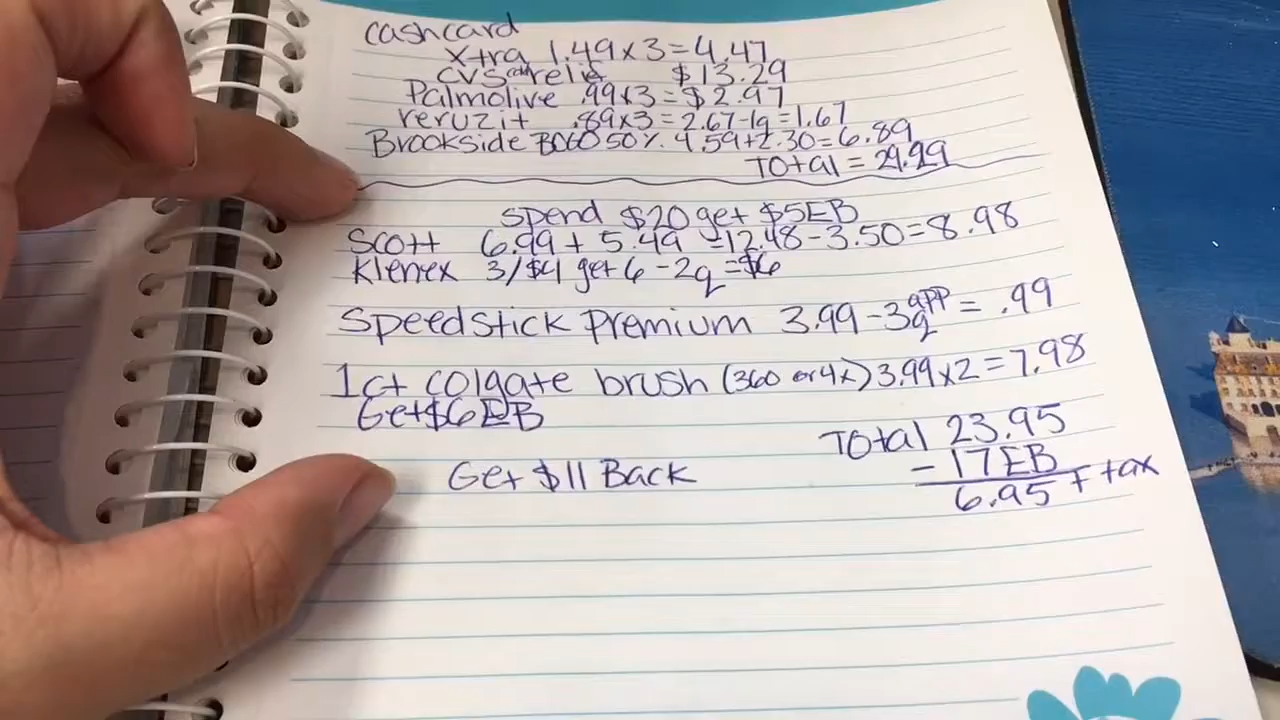 cashcard
Xtra 1.49x3=4.47
CVS relie $13.29
Palmolive .99x3=$2.97
reruzit .89x3=2.67-1q=1.67
Brookside BOGO50% 4.59+2.30=6.89
Total = 29.29
spend $20 get $5EB
Scott 6.99 + 5.49 =12.48-3.50=8.98
Klenex 3/$4 get 6 -2q =$6
Speedstick Premium 3.99-3q app = .99
1ct colgate brush (360 or 4x) 3.99x2=7.98
Get $6EB
Total 23.95
-17EB
Get $11 Back
6.95 + tax